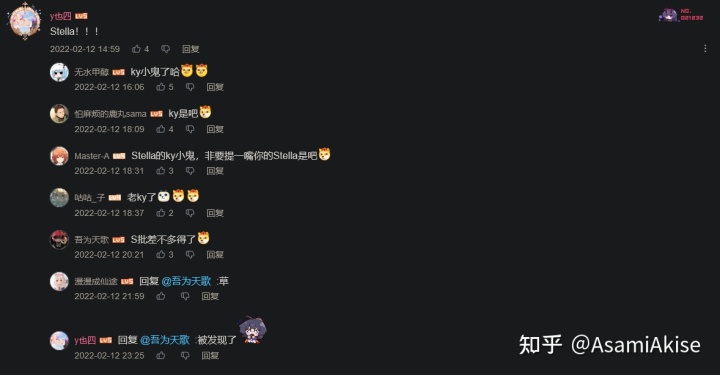 y也四 LV5
NO.
021232
Stella！！！
2022-02-12 14:59 4 回复
无水甲醇 LV5 ky小鬼了哈
2022-02-12 16:06 5 回复
怕麻烦的鹿丸sama LV5 ky是吧
2022-02-12 18:09 4 回复
Master-A LV5 Stella的ky小鬼，非要提一嘴你的Stella是吧
2022-02-12 18:31 3 回复
咕咕_子 老ky了
2022-02-12 18:37 2 回复
吾为天歌 LV5 S批差不多得了
2022-02-12 20:21 3 回复
漫漫成仙途 LV5 回复 @吾为天歌 :草
2022-02-12 21:59 回复
y也四 LV5 回复 @吾为天歌 :被发现了
2022-02-12 23:25 回复
知乎 @AsamiAkise